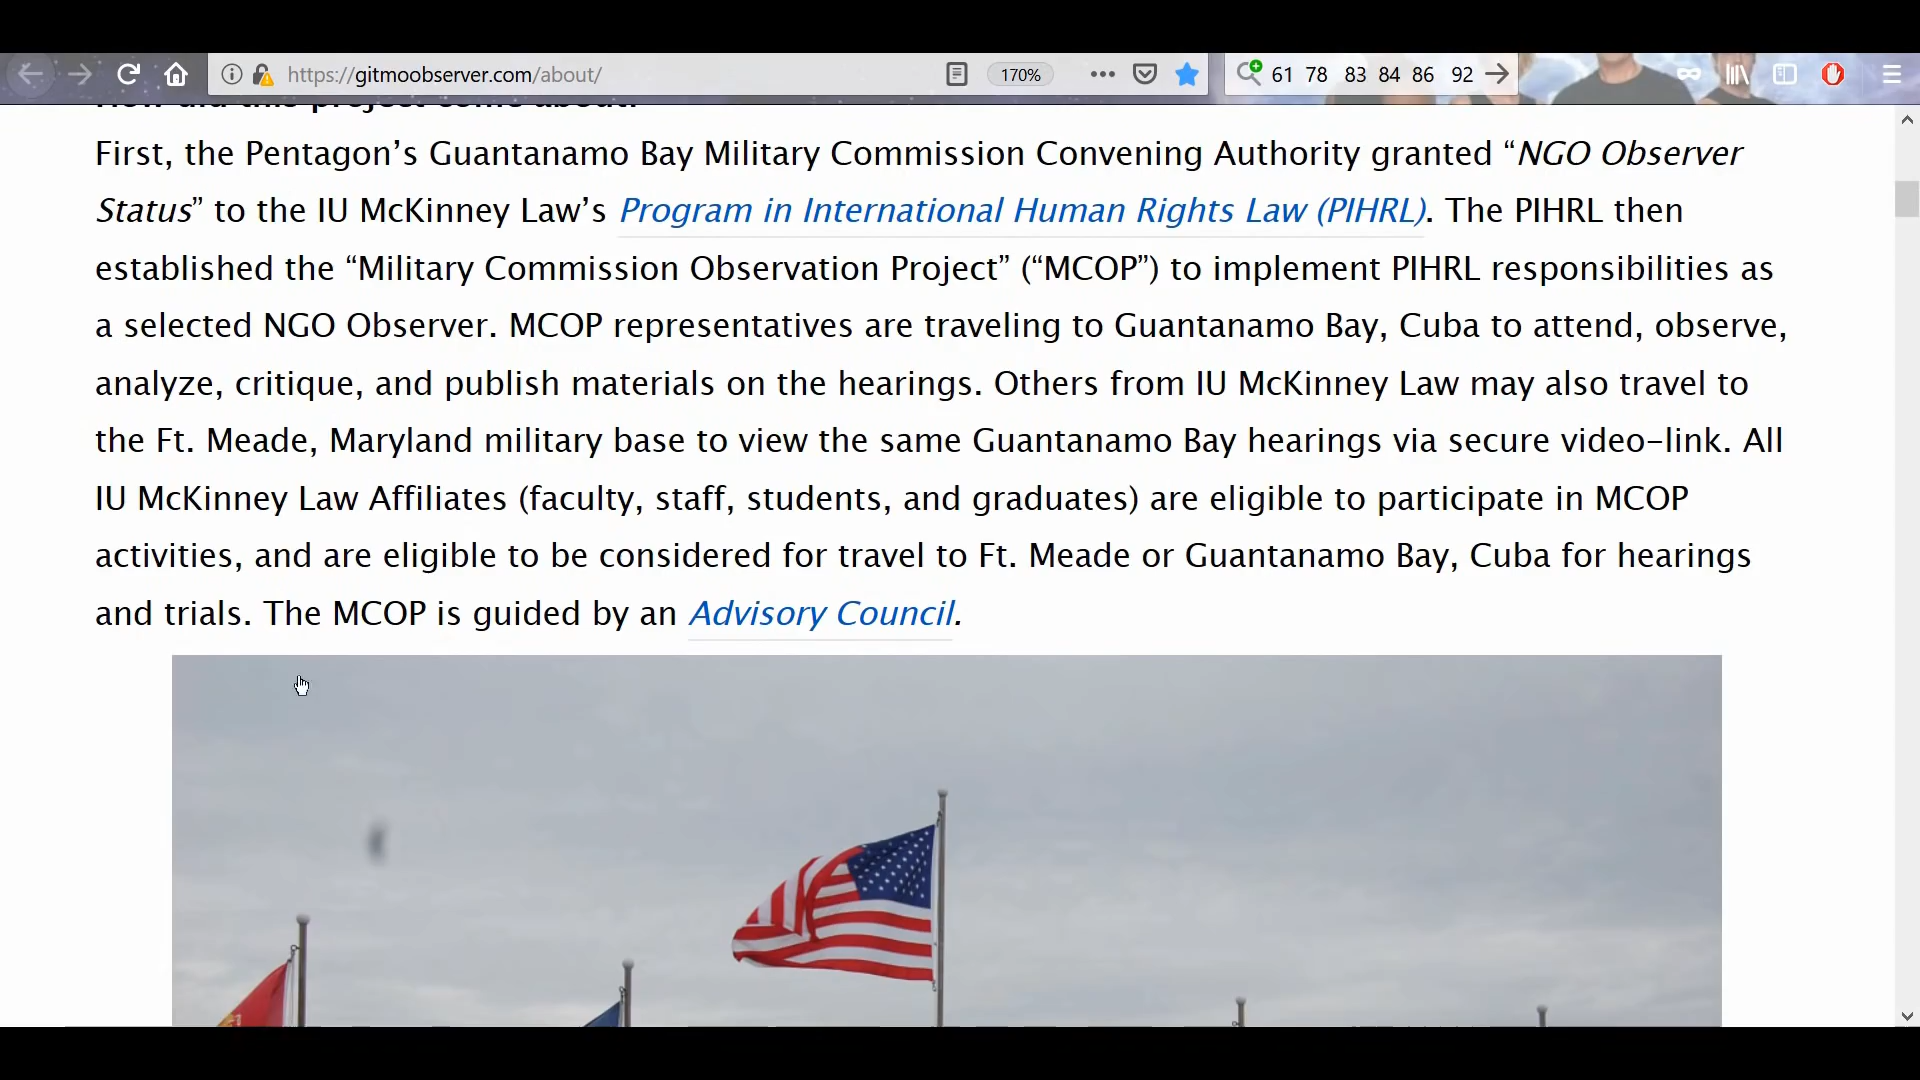 https://gitmoobserver.com/about/
170%
61 78 83 84 86 92
How did this project come about?
First, the Pentagon’s Guantanamo Bay Military Commission Convening Authority granted “NGO Observer
Status” to the IU McKinney Law’s Program in International Human Rights Law (PIHRL). The PIHRL then
established the “Military Commission Observation Project” (“MCOP”) to implement PIHRL responsibilities as
a selected NGO Observer. MCOP representatives are traveling to Guantanamo Bay, Cuba to attend, observe,
analyze, critique, and publish materials on the hearings. Others from IU McKinney Law may also travel to
the Ft. Meade, Maryland military base to view the same Guantanamo Bay hearings via secure video-link. All
IU McKinney Law Affiliates (faculty, staff, students, and graduates) are eligible to participate in MCOP
activities, and are eligible to be considered for travel to Ft. Meade or Guantanamo Bay, Cuba for hearings
and trials. The MCOP is guided by an Advisory Council.